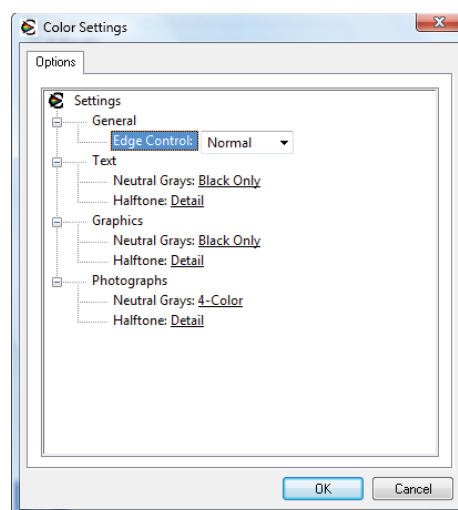 Color Settings
Options
Settings
General
Edge Control: Normal
Text
Neutral Grays: Black Only
Halftone: Detail
Graphics
Neutral Grays: Black Only
Halftone: Detail
Photographs
Neutral Grays: 4-Color
Halftone: Detail
OK Cancel